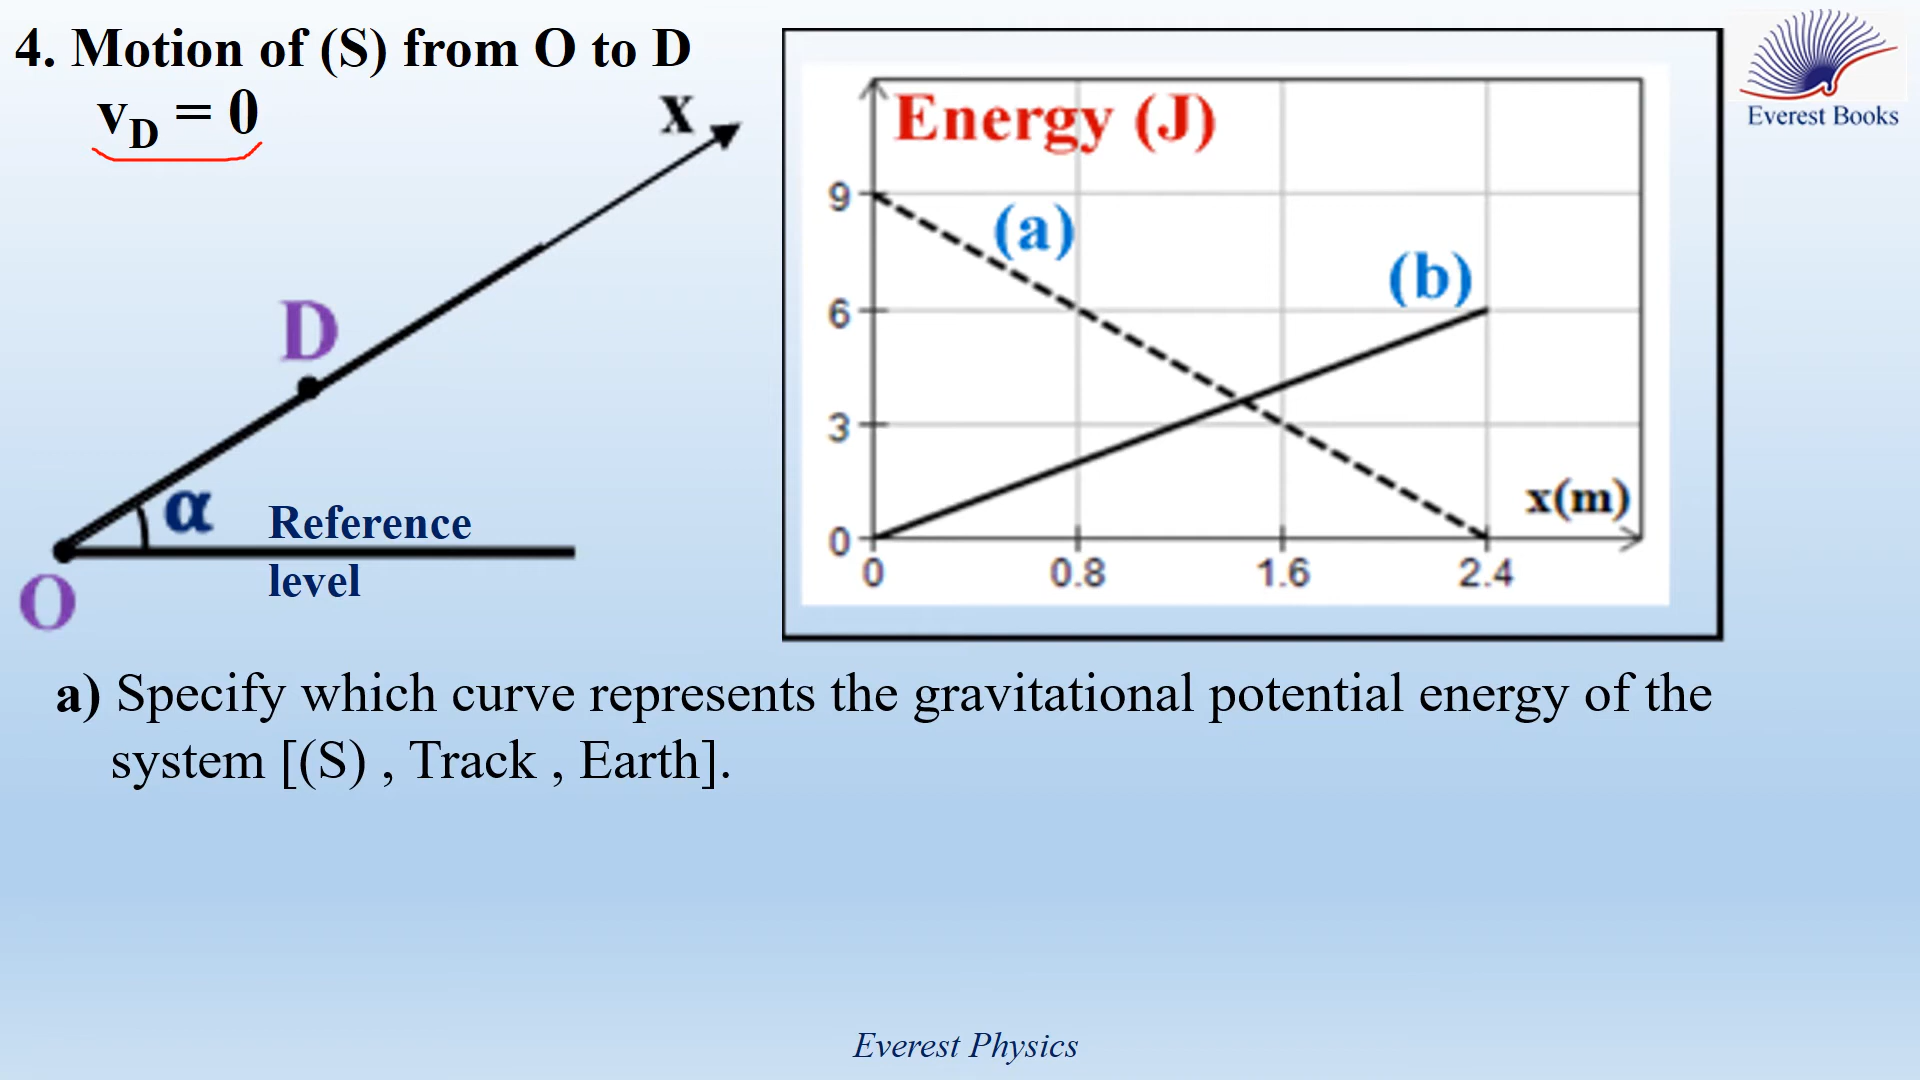 4. Motion of (S) from O to D
vD = 0
x
D
α
Reference
level
O
Energy (J)
9
(a)
(b)
6
3
x(m)
0
0 0.8 1.6 2.4
Everest Books
a) Specify which curve represents the gravitational potential energy of the
system [(S) , Track , Earth].
Everest Physics